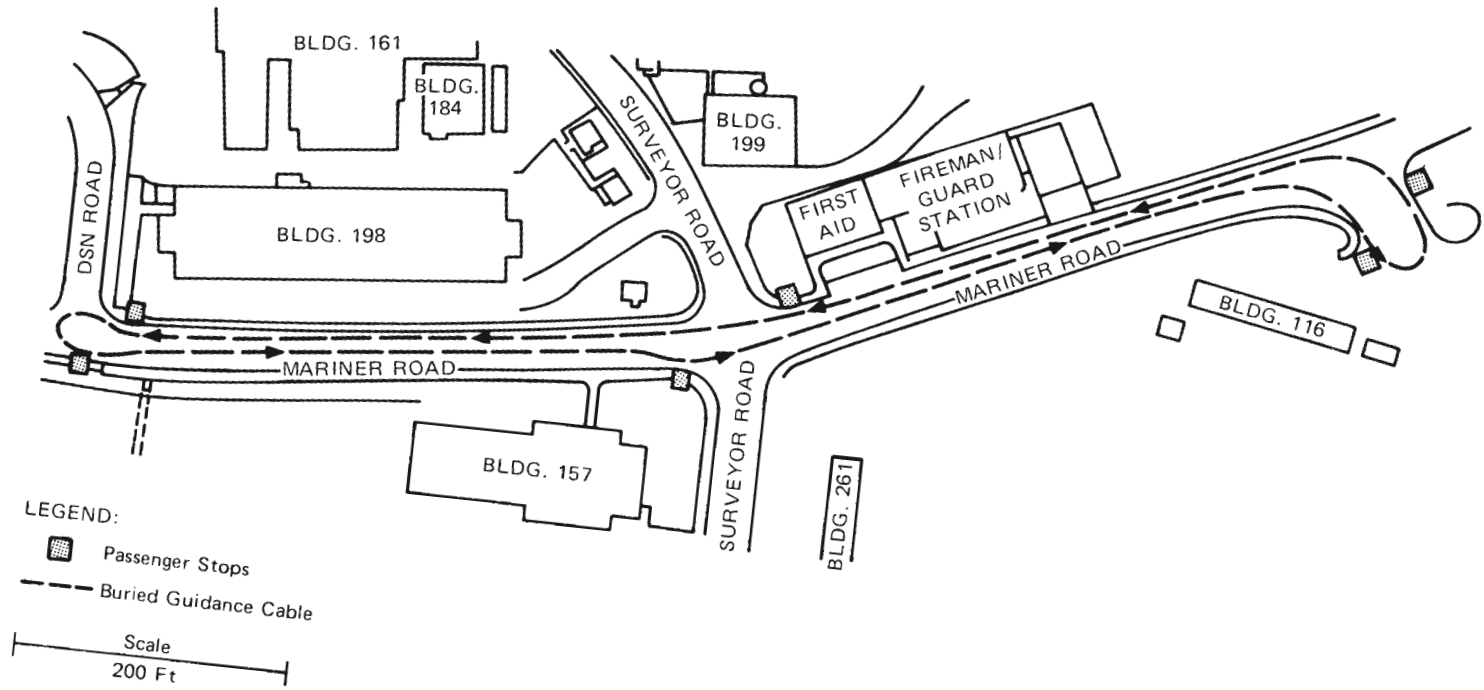 BLDG. 161
BLDG.
184
SURVEYOR ROAD
BLDG.
199
FIREMAN/
GUARD
STATION
FIRST
AID
DSN ROAD
BLDG. 198
MARINER ROAD
BLDG. 116
MARINER ROAD
SURVEYOR ROAD
BLDG. 157
BLDG. 261
LEGEND:
Passenger Stops
Buried Guidance Cable
Scale
200 Ft